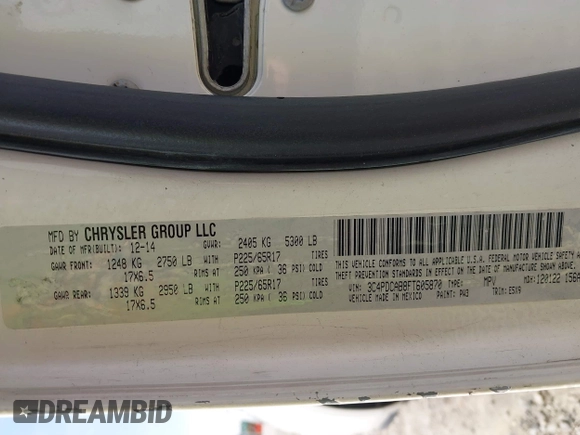 MFD BY CHRYSLER GROUP LLC
DATE OF MFR(BUILT): 12-14 GVWR: 2405 KG 5300 LB
GAWR FRONT: 1248 KG 2750 LB WITH TIRES P225/65R17
17X6.5 RIMS AT 250 KPA ( 36 PSI COLD
GAWR REAR: 1339 KG 2950 LB WITH TIRES P225/65R17
17X6.5 RIMS AT 250 KPA ( 36 PSI COLD
THIS VEHICLE CONFORMS TO ALL APPLICABLE U.S.A. FEDERAL MOTOR VEHICLE SAFETY AND
THEFT PREVENTION STANDARDS IN EFFECT ON THE DATE OF MANUFACTURE SHOWN ABOVE.
VIN: 3C4PDCAB8FT605870 TYPE: MPV MDH: 120122 156A
VEHICLE MADE IN MEXICO PAINT: PW3 TRIM: E5X9
DREAMBID